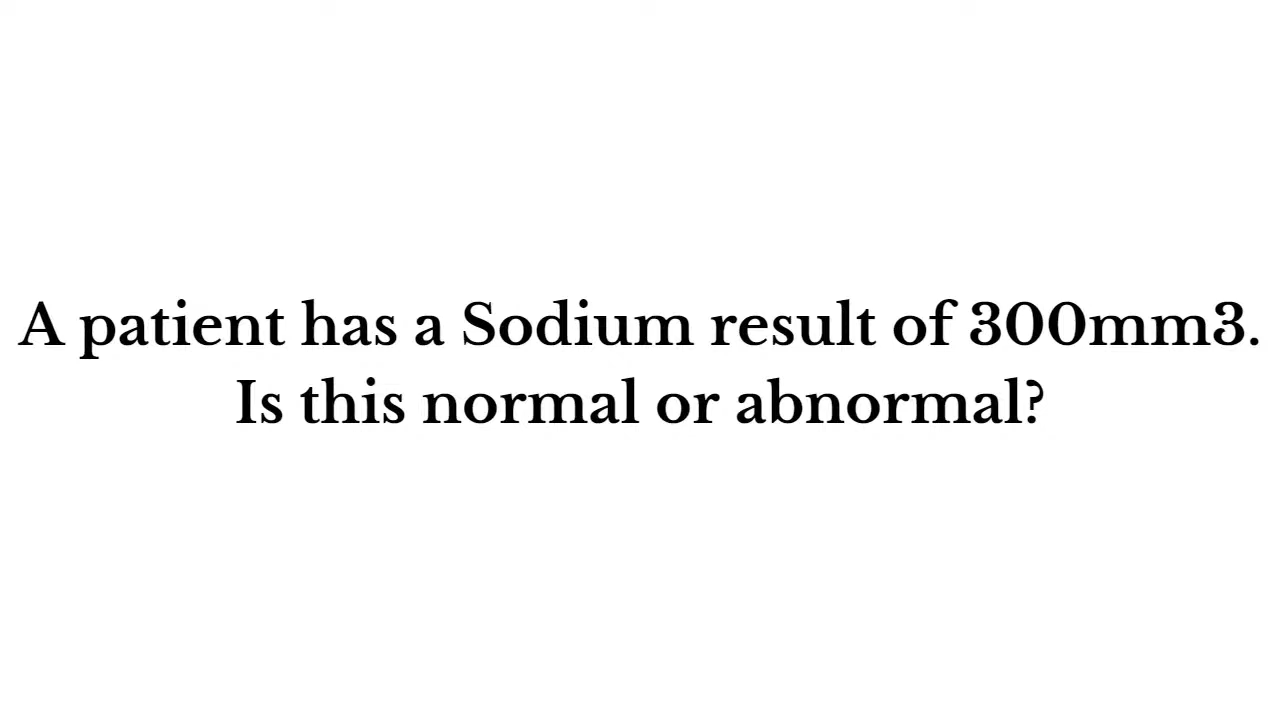 A patient has a Sodium result of 300mm3.
Is this normal or abnormal?